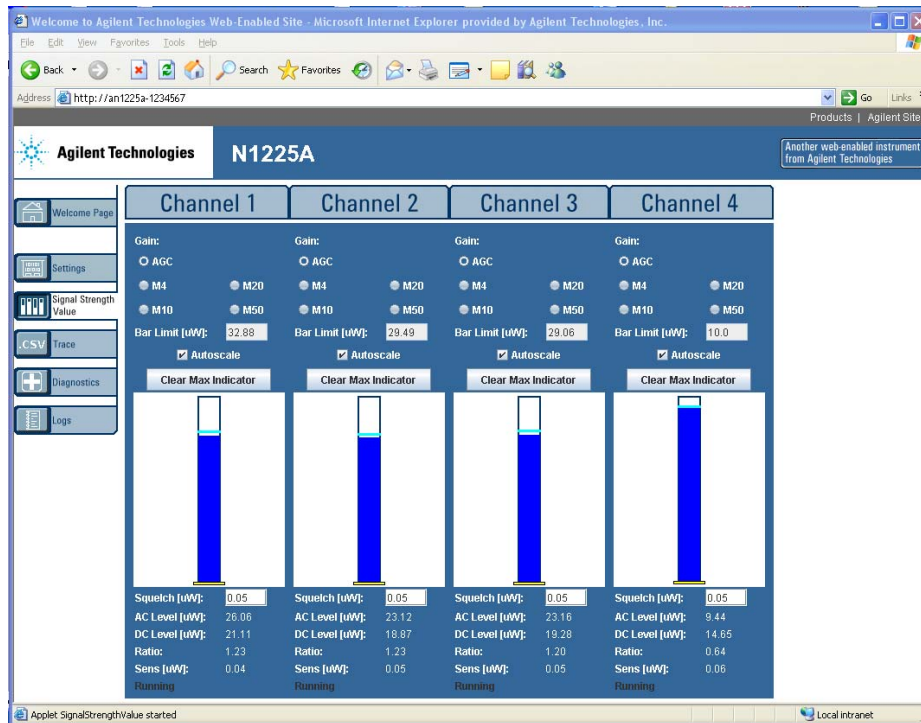 Welcome to Agilent Technologies Web-Enabled Site - Microsoft Internet Explorer provided by Agilent Technologies, Inc.
File Edit View Favorites Tools Help
Back Search Favorites
Address http://an1225a-1234567 Go Links
Products | Agilent Site
Agilent Technologies N1225A
Another web-enabled instrument
from Agilent Technologies
Welcome Page
Settings
Signal Strength
Value
.CSV Trace
Diagnostics
Logs
Channel 1 Channel 2 Channel 3 Channel 4
Gain: Gain: Gain: Gain:
AGC AGC AGC AGC
M4 M20 M4 M20 M4 M20 M4 M20
M10 M50 M10 M50 M10 M50 M10 M50
Bar Limit [uW]: 32.88 Bar Limit [uW]: 29.49 Bar Limit [uW]: 29.06 Bar Limit [uW]: 10.0
Autoscale Autoscale Autoscale Autoscale
Clear Max Indicator Clear Max Indicator Clear Max Indicator Clear Max Indicator
Squelch [uW]: 0.05 Squelch [uW]: 0.05 Squelch [uW]: 0.05 Squelch [uW]: 0.05
AC Level [uW]: 26.06 AC Level [uW]: 23.12 AC Level [uW]: 23.16 AC Level [uW]: 9.44
DC Level [uW]: 21.11 DC Level [uW]: 18.87 DC Level [uW]: 19.28 DC Level [uW]: 14.65
Ratio: 1.23 Ratio: 1.23 Ratio: 1.20 Ratio: 0.64
Sens [uW]: 0.04 Sens [uW]: 0.05 Sens [uW]: 0.05 Sens [uW]: 0.06
Running Running Running Running
Applet SignalStrengthValue started Local intranet